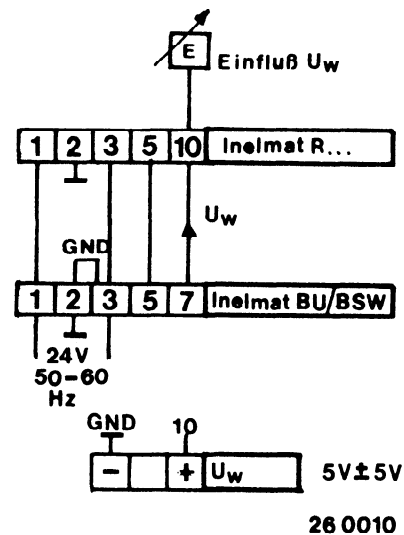 E
Einfluß Uw
1 2 3 5 10 Inelmat R...
Uw
GND
1 2 3 5 7 Inelmat BU/BSW
24V
50-60
Hz
GND 10
- + Uw 5V±5V
26 0010